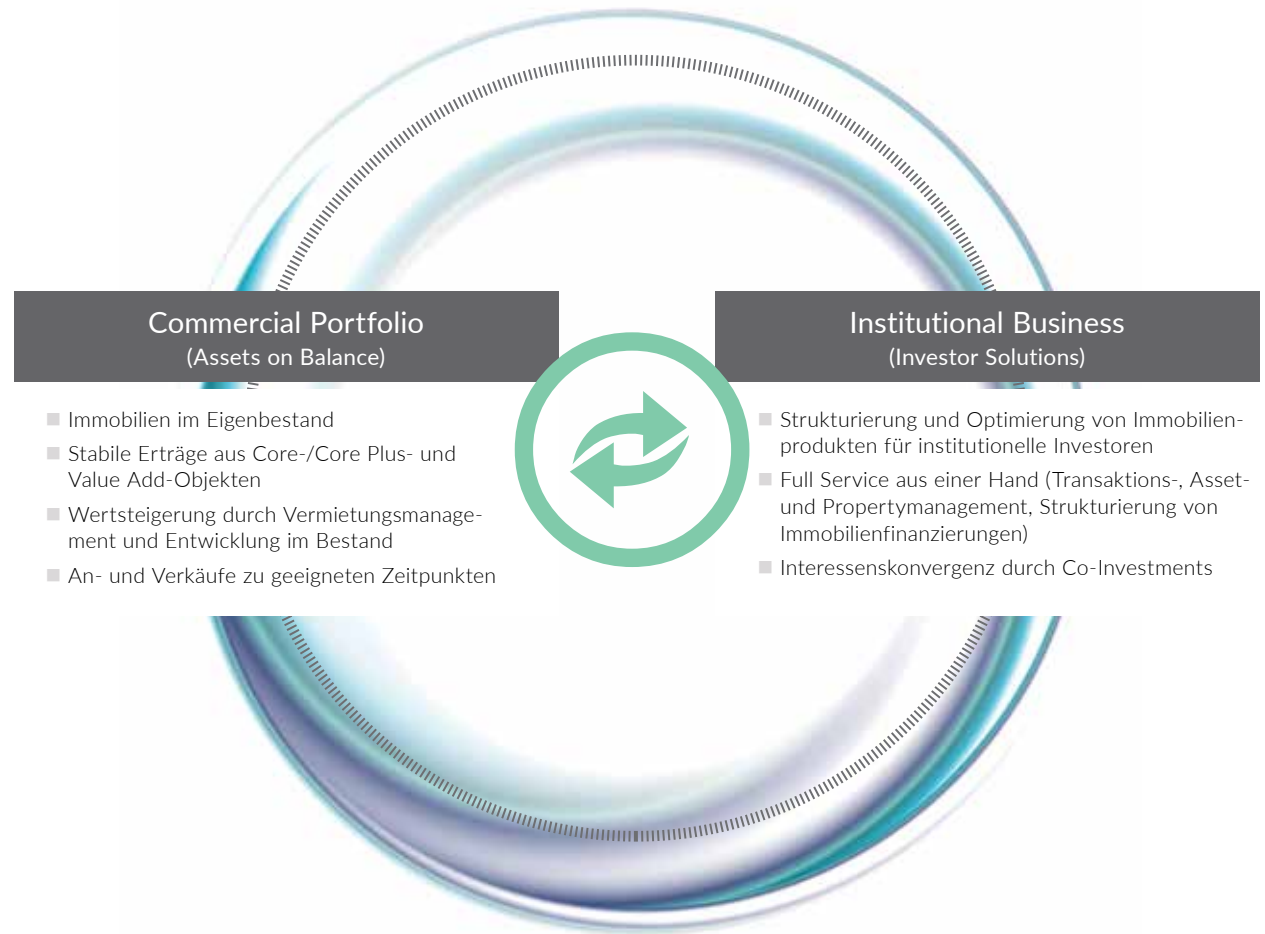 Commercial Portfolio
(Assets on Balance)
Immobilien im Eigenbestand
Stabile Erträge aus Core-/Core Plus- und
Value Add-Objekten
Wertsteigerung durch Vermietungsmanage-
ment und Entwicklung im Bestand
An- und Verkäufe zu geeigneten Zeitpunkten
Institutional Business
(Investor Solutions)
Strukturierung und Optimierung von Immobilien-
produkten für institutionelle Investoren
Full Service aus einer Hand (Transaktions-, Asset-
und Propertymanagement, Strukturierung von
Immobilienfinanzierungen)
Interessenskonvergenz durch Co-Investments